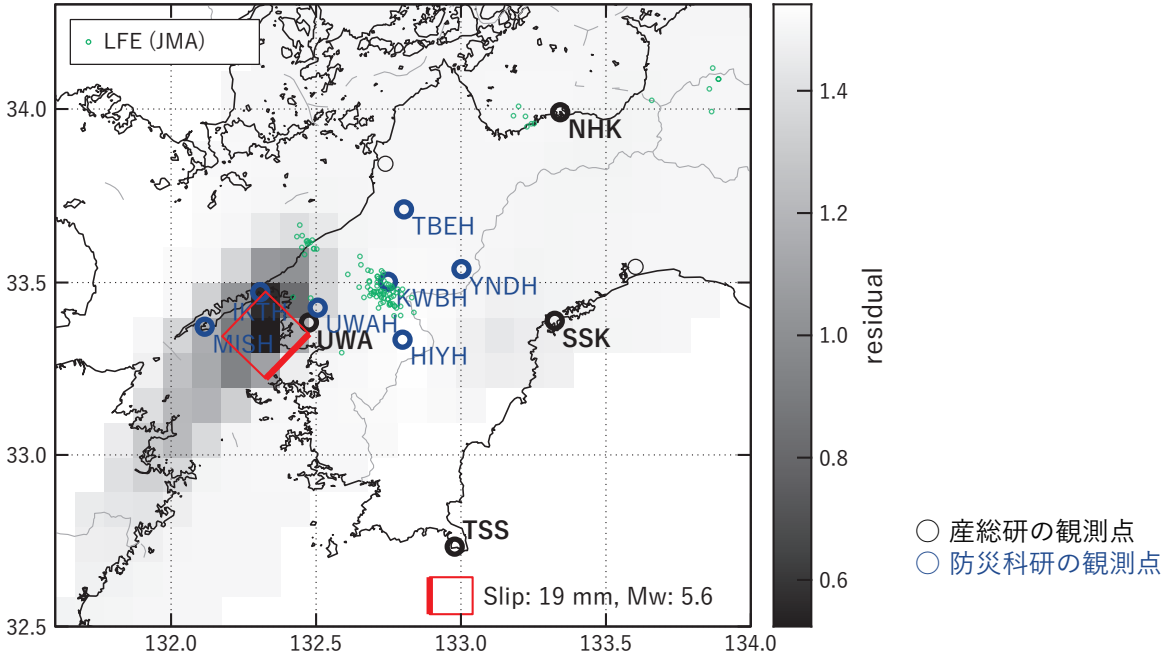 LFE (JMA)
34.0
33.5
33.0
32.5
132.0
132.5
133.0
133.5
134.0
NHK
TBEH
YNDH
KWBH
IKTH
UWAH
MISH
UWA
SSK
HIYH
TSS
Slip: 19 mm, Mw: 5.6
1.4
1.2
1.0
0.8
0.6
residual
○ 産総研の観測点
○ 防災科研の観測点